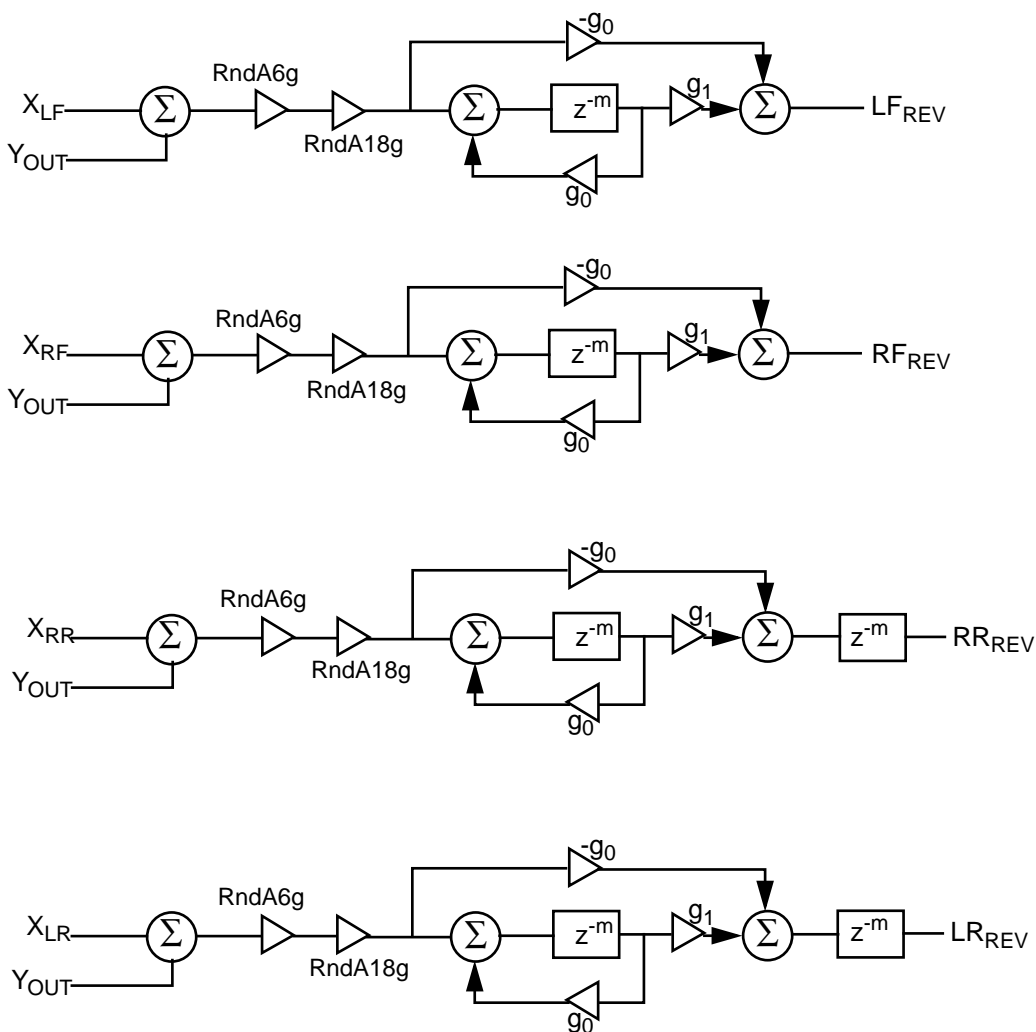 -g0
RndA6g
XLF
Σ
Σ
z-m
g1
Σ
LFREV
YOUT
RndA18g
g0
-g0
RndA6g
XRF
Σ
Σ
z-m
g1
Σ
RFREV
YOUT
RndA18g
g0
-g0
RndA6g
XRR
Σ
Σ
z-m
g1
Σ
z-m
RRREV
YOUT
RndA18g
g0
-g0
RndA6g
XLR
Σ
Σ
z-m
g1
Σ
z-m
LRREV
YOUT
RndA18g
g0